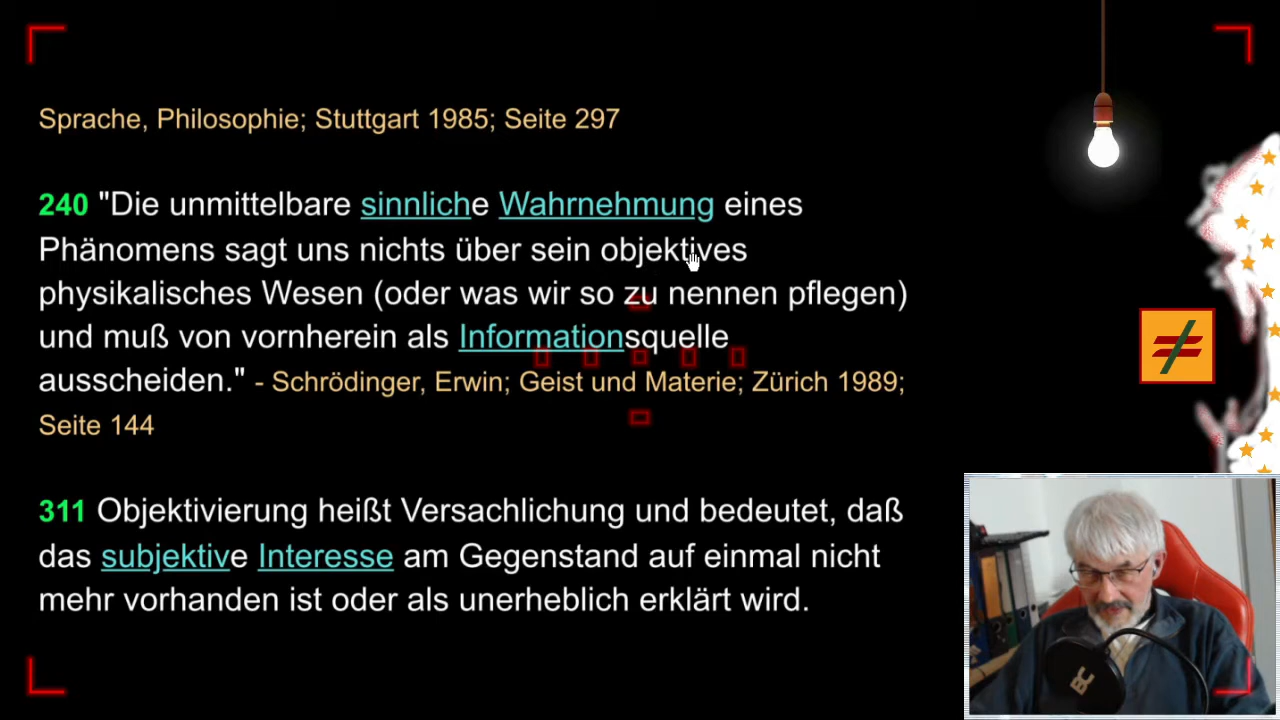 Sprache, Philosophie; Stuttgart 1985; Seite 297
240 "Die unmittelbare sinnliche Wahrnehmung eines
Phänomens sagt uns nichts über sein objektives
physikalisches Wesen (oder was wir so zu nennen pflegen)
und muß von vornherein als Informationsquelle
ausscheiden." - Schrödinger, Erwin; Geist und Materie; Zürich 1989;
Seite 144
311 Objektivierung heißt Versachlichung und bedeutet, daß
das subjektive Interesse am Gegenstand auf einmal nicht
mehr vorhanden ist oder als unerheblich erklärt wird.
≠